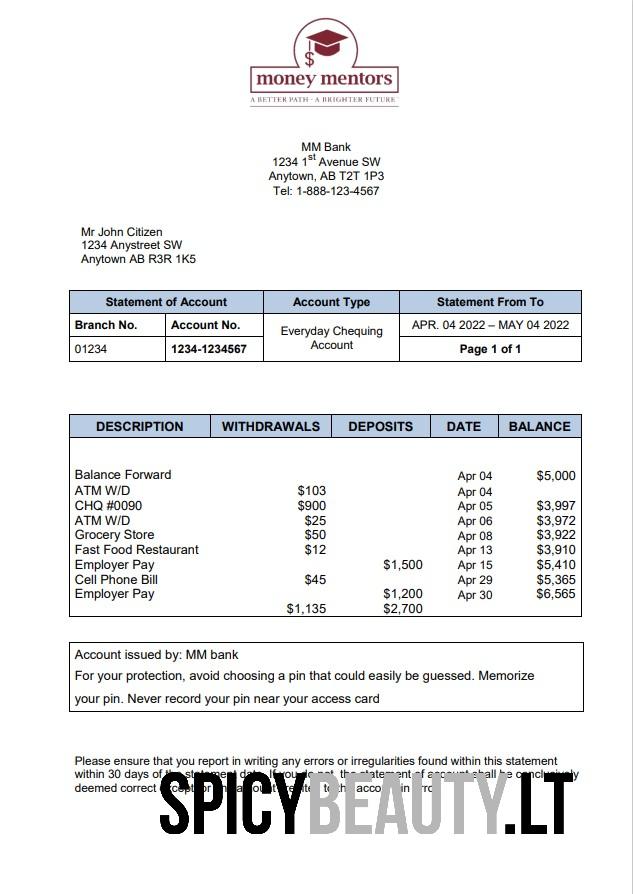 $
money mentors
A BETTER PATH · A BRIGHTER FUTURE
MM Bank
1234 1st Avenue SW
Anytown, AB T2T 1P3
Tel: 1-888-123-4567
Mr John Citizen
1234 Anystreet SW
Anytown AB R3R 1K5
Statement of Account Account Type Statement From To
Branch No. Account No. Everyday Chequing Account APR. 04 2022 – MAY 04 2022
01234 1234-1234567 Page 1 of 1
DESCRIPTION WITHDRAWALS DEPOSITS DATE BALANCE
Balance Forward Apr 04 $5,000
ATM W/D $103 Apr 04
CHQ #0090 $900 Apr 05 $3,997
ATM W/D $25 Apr 06 $3,972
Grocery Store $50 Apr 08 $3,922
Fast Food Restaurant $12 Apr 13 $3,910
Employer Pay $1,500 Apr 15 $5,410
Cell Phone Bill $45 Apr 29 $5,365
Employer Pay $1,200 Apr 30 $6,565
$1,135 $2,700
Account issued by: MM bank
For your protection, avoid choosing a pin that could easily be guessed. Memorize
your pin. Never record your pin near your access card
Please ensure that you report in writing any errors or irregularities found within this statement
within 30 days of the statement date. If you do not, the statement of account shall be conclusively
deemed correct
SPICYBEAUTY.LT